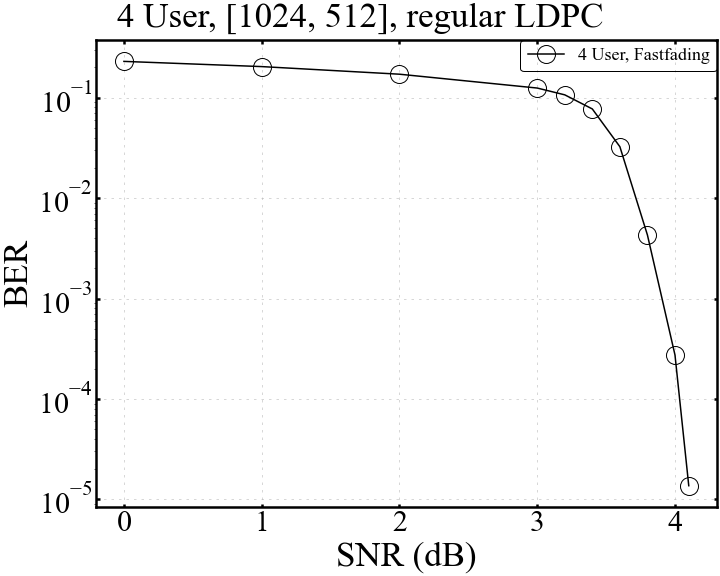 4 User, [1024, 512], regular LDPC
4 User, Fastfading
10⁻¹
10⁻²
10⁻³
10⁻⁴
10⁻⁵
BER
0 1 2 3 4
SNR (dB)